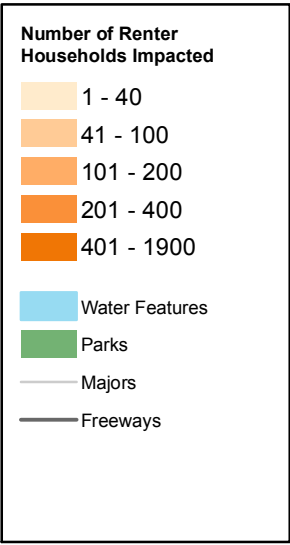 Number of Renter
Households Impacted
1 - 40
41 - 100
101 - 200
201 - 400
401 - 1900
Water Features
Parks
Majors
Freeways